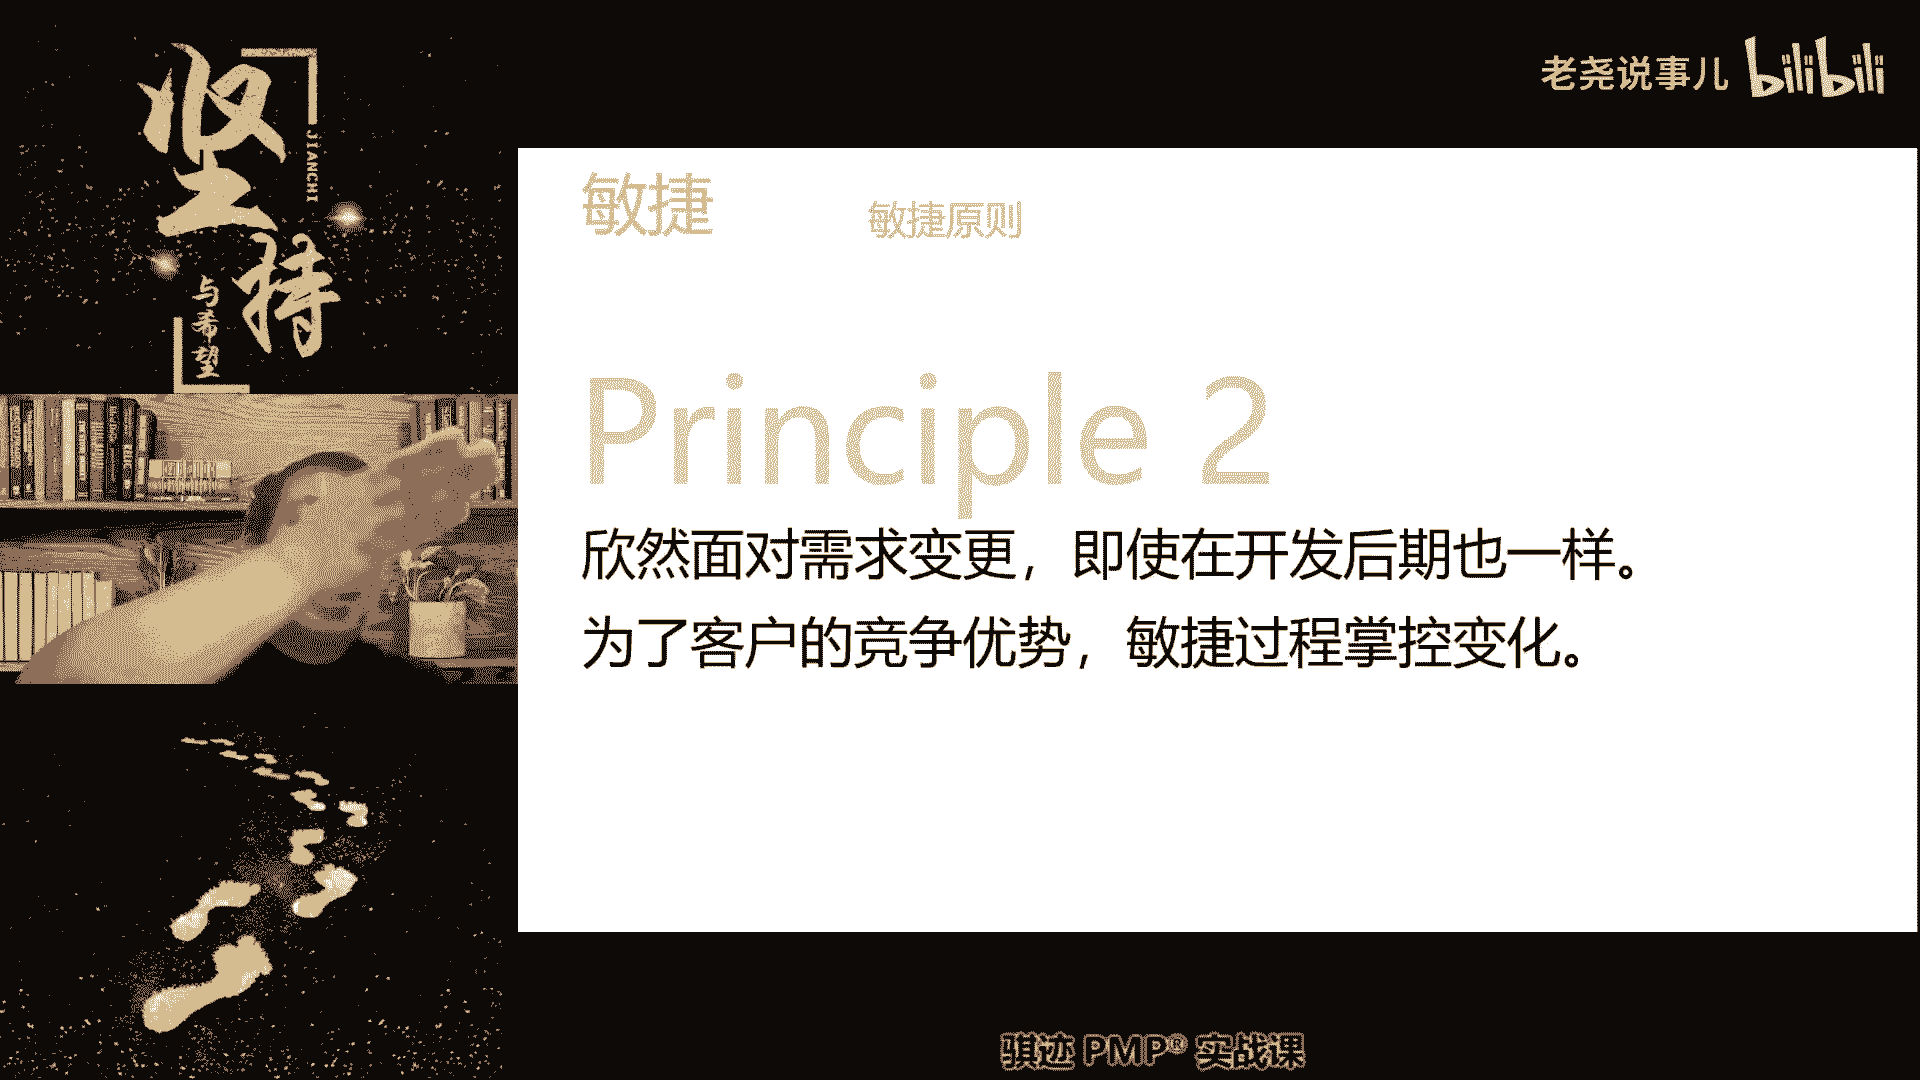 坚持
JIANCHI
与希望
老尧说事儿 bilibili
敏捷
敏捷原则
Principle 2
欣然面对需求变更，即使在开发后期也一样。
为了客户的竞争优势，敏捷过程掌控变化。
骐迹 PMP® 实战课